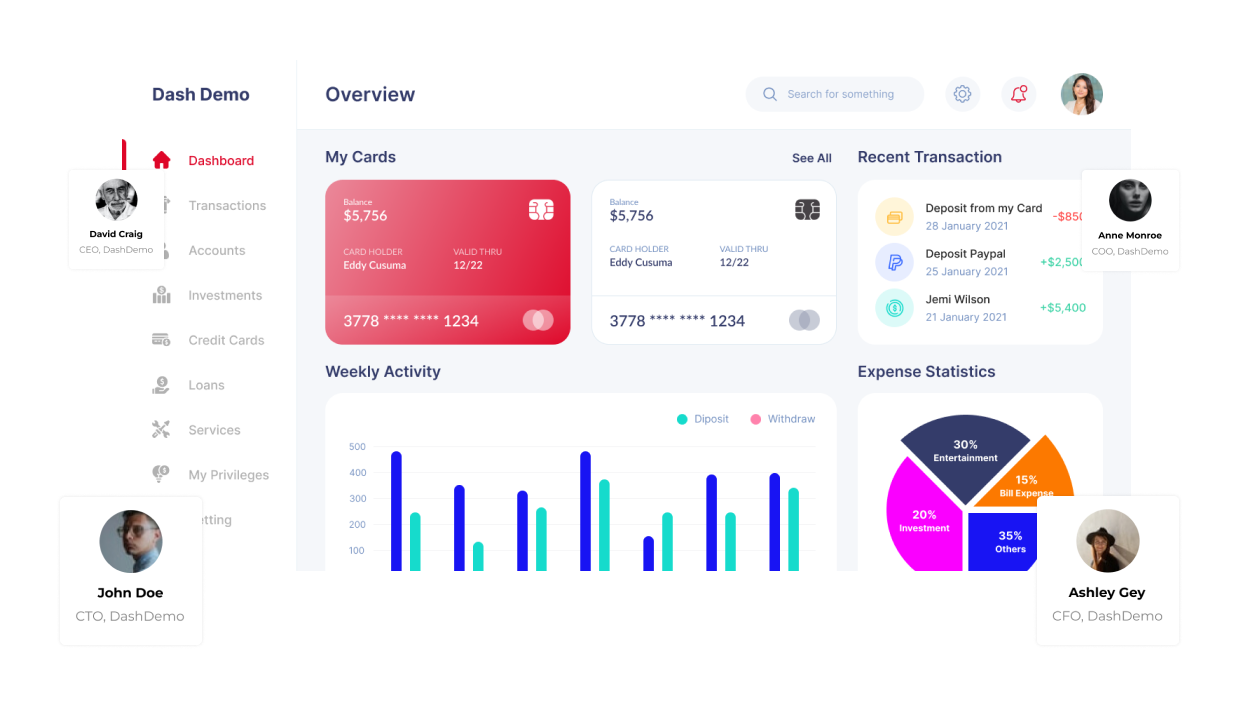 Dash Demo
Overview
Search for something
Dashboard
Transactions
Accounts
Investments
Credit Cards
Loans
Services
My Privileges
etting
David Craig
CEO, DashDemo
John Doe
CTO, DashDemo
My Cards
See All
Balance
$5,756
CARD HOLDER
Eddy Cusuma
VALID THRU
12/22
3778 **** **** 1234
Balance
$5,756
CARD HOLDER
Eddy Cusuma
VALID THRU
12/22
3778 **** **** 1234
Recent Transaction
Deposit from my Card
28 January 2021
-$850
Deposit Paypal
25 January 2021
+$2,500
Jemi Wilson
21 January 2021
+$5,400
Anne Monroe
COO, DashDemo
Weekly Activity
Diposit
Withdraw
500
400
300
200
100
Expense Statistics
30%
Entertainment
15%
Bill Expense
20%
Investment
35%
Others
Ashley Gey
CFO, DashDemo